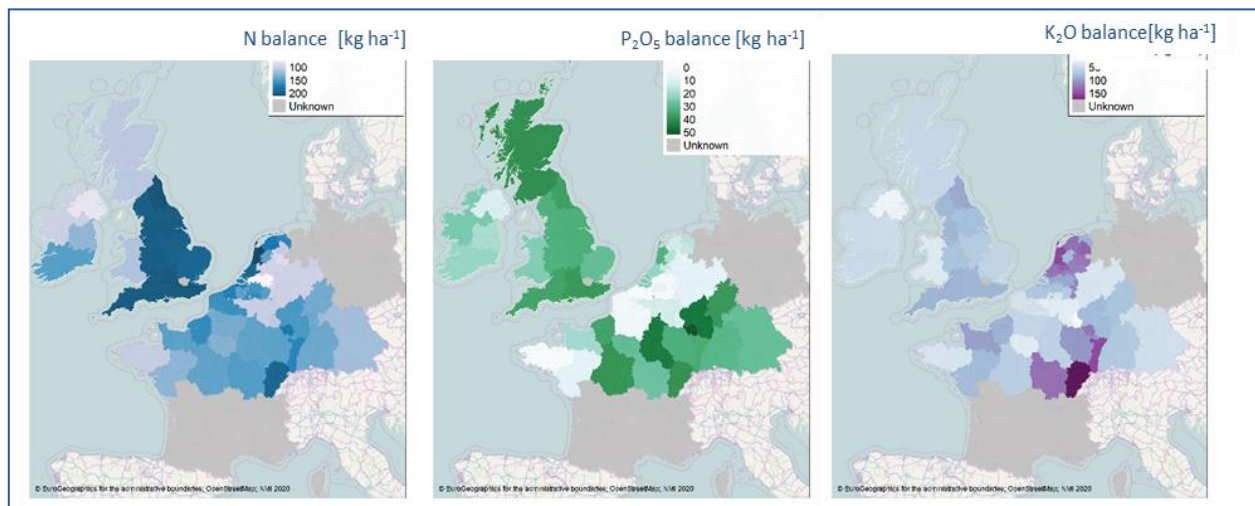 N balance [kg ha-1]
100
150
200
Unknown
© EuroGeographics for the administrative boundaries; OpenStreetMap; NMI 2020
P2O5 balance [kg ha-1]
0
10
20
30
40
50
Unknown
© EuroGeographics for the administrative boundaries; OpenStreetMap; NMI 2020
K2O balance[kg ha-1]
100
150
Unknown
© EuroGeographics for the administrative boundaries; OpenStreetMap; NMI 2020